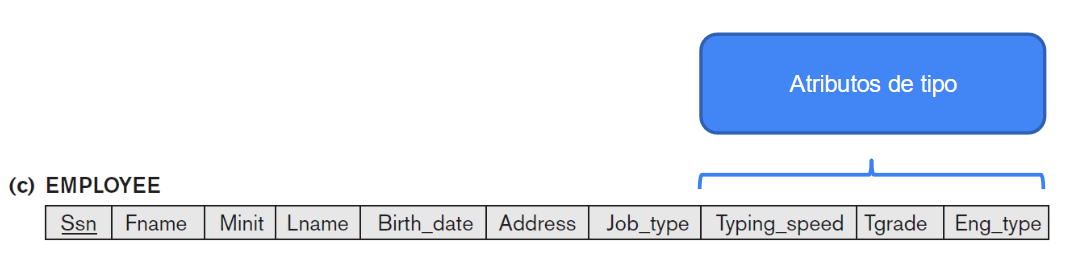 Atributos de tipo
(c) EMPLOYEE
Ssn Fname Minit Lname Birth_date Address Job_type Typing_speed Tgrade Eng_type